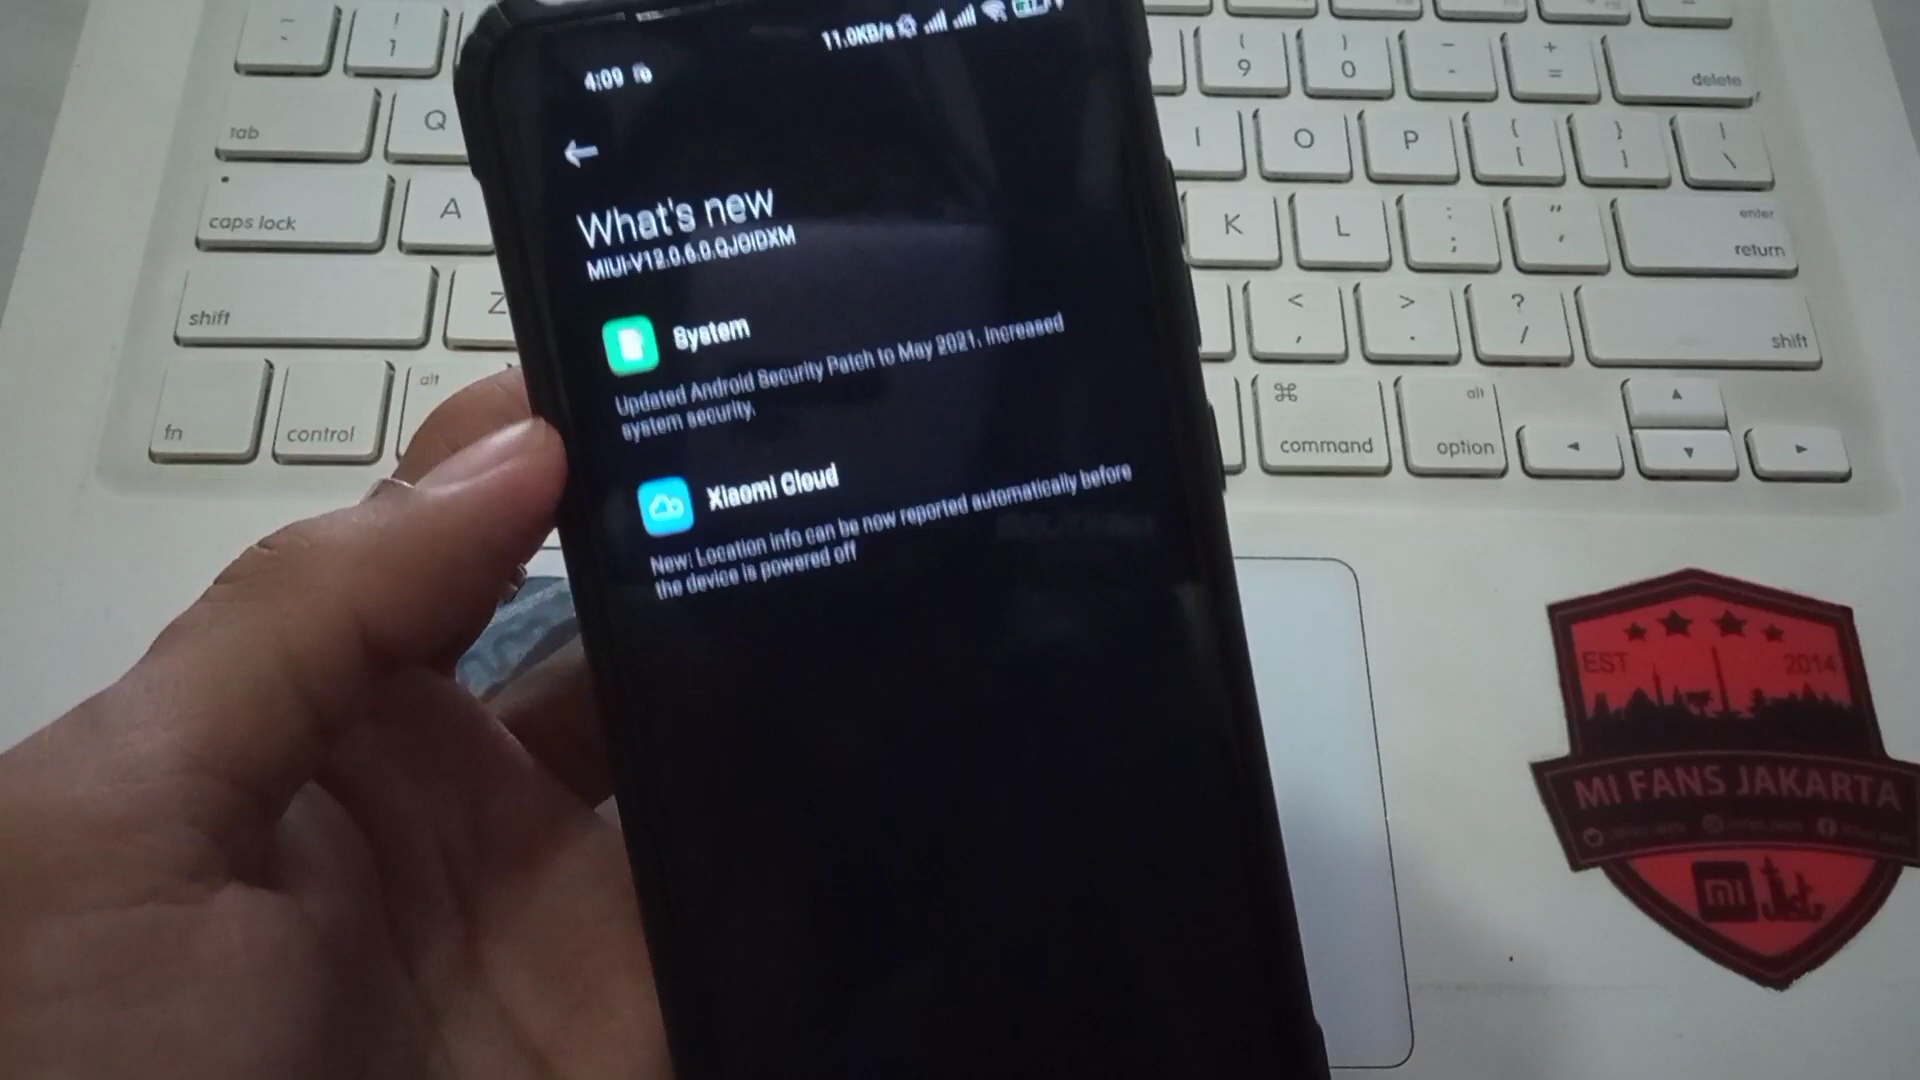 4:09
11.0KB/s
What's new
MIUI-V12.0.6.0.QJOIDXM
System
Updated Android Security Patch to May 2021. Increased
system security.
Xiaomi Cloud
New: Location info can be now reported automatically before
the device is powered off
~
`
!
1
(
9
)
0
-
+
=
delete
tab
Q
I
O
P
{
[
}
]
|
\
caps lock
A
K
L
:
;
"
'
enter
return
shift
Z
<
,
>
.
?
/
shift
fn
control
alt
⌘
command
alt
option
EST 2014
MI FANS JAKARTA
mi